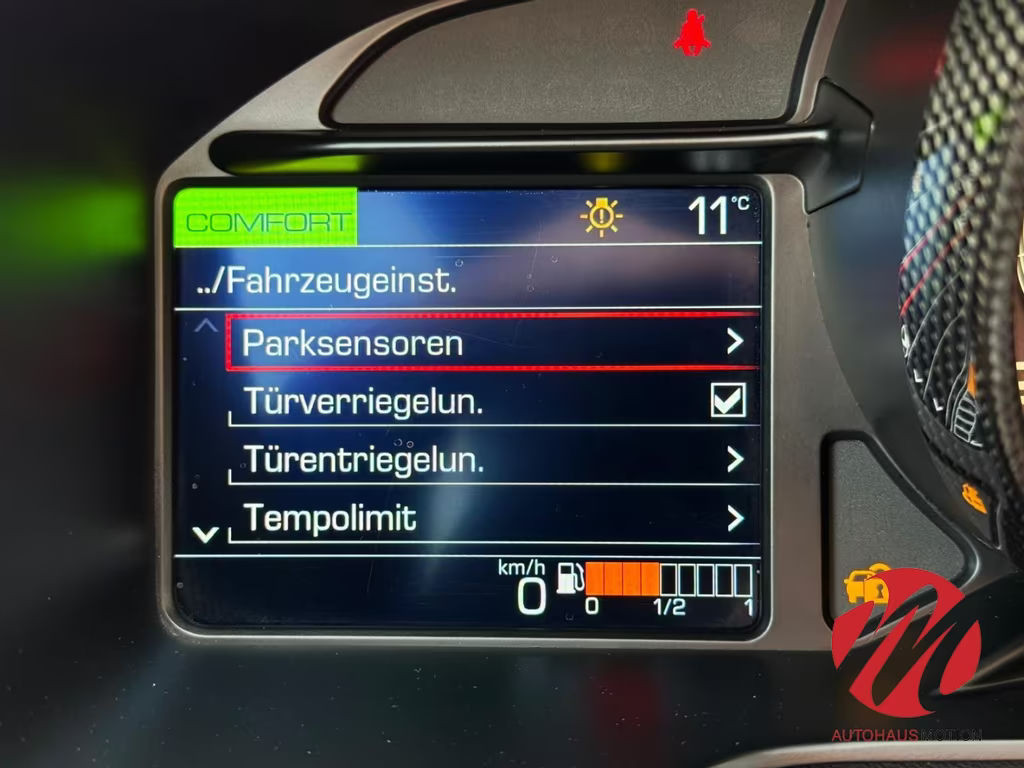 COMFORT 11°C
../Fahrzeugeinst.
Parksensoren >
Türverriegelun.
Türentriegelun. >
Tempolimit >
km/h
0
0 1/2 1
AUTOHAUS MOTION